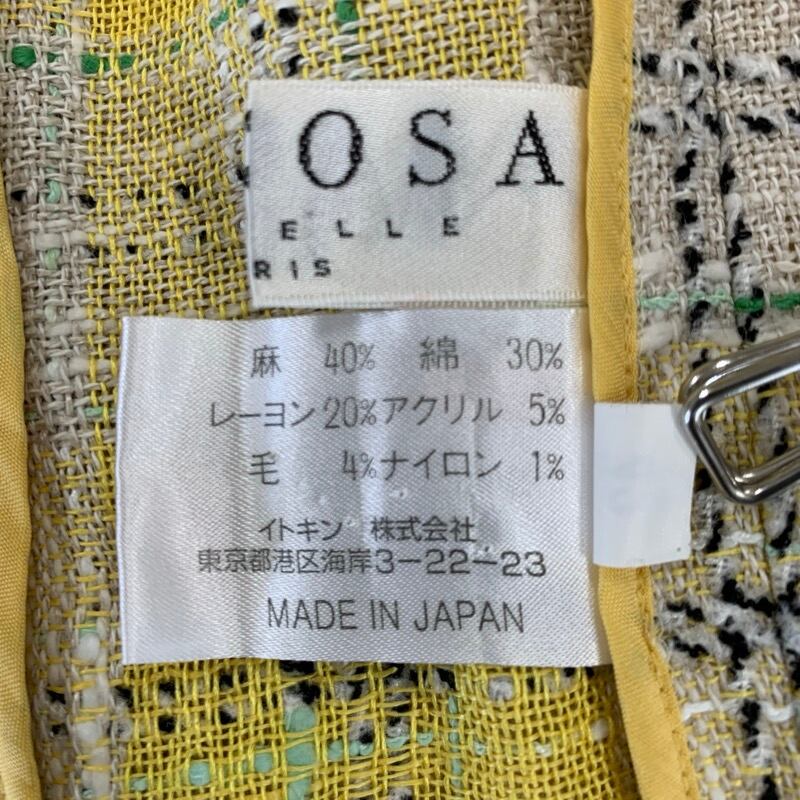 OSA
ELLE
RIS
麻 40% 綿 30%
レーヨン 20% アクリル 5%
毛 4% ナイロン 1%
イトキン 株式会社
東京都港区海岸3-22-23
MADE IN JAPAN